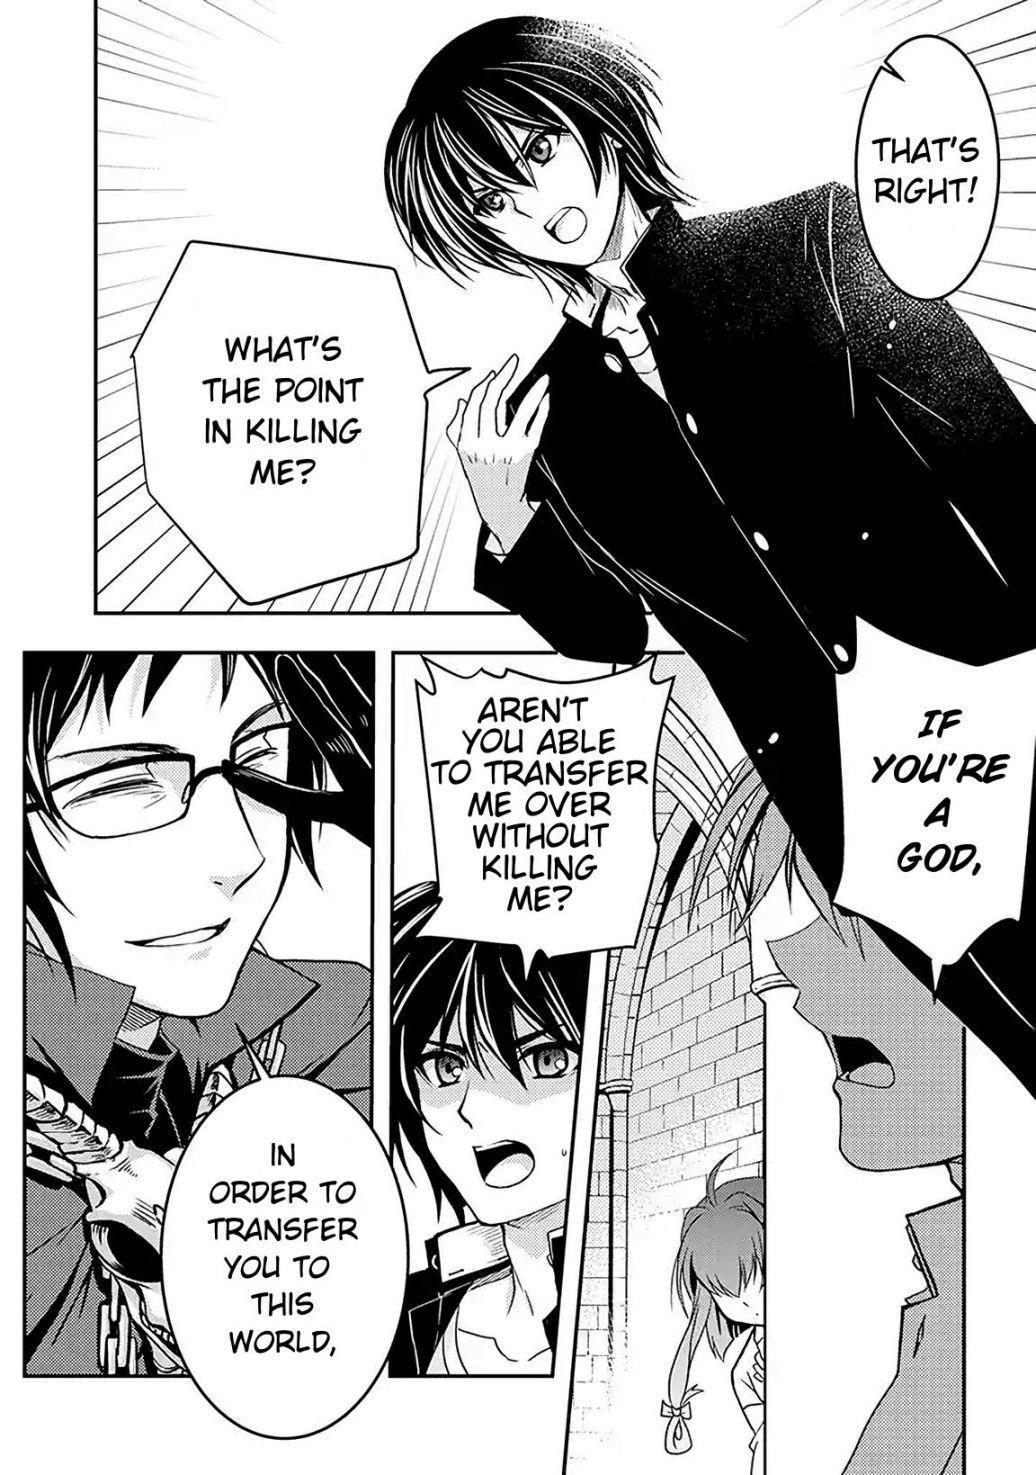 THAT'S
RIGHT!
WHAT'S
THE POINT
IN KILLING
ME?
IF
YOU'RE
A
GOD,
AREN'T
YOU ABLE
TO TRANSFER
ME OVER
WITHOUT
KILLING
ME?
IN
ORDER TO
TRANSFER
YOU TO
THIS
WORLD,